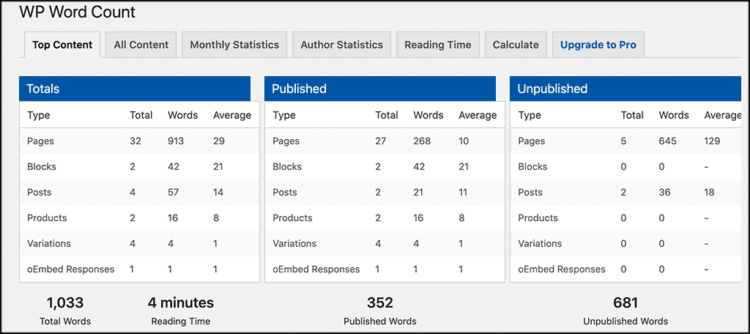 WP Word Count
Top Content All Content Monthly Statistics Author Statistics Reading Time Calculate Upgrade to Pro
Totals Published Unpublished
Type Total Words Average Type Total Words Average Type Total Words Average
Pages 32 913 29 Pages 27 268 10 Pages 5 645 129
Blocks 2 42 21 Blocks 2 42 21 Blocks 0 0 -
Posts 4 57 14 Posts 2 21 11 Posts 2 36 18
Products 2 16 8 Products 2 16 8 Products 0 0 -
Variations 4 4 1 Variations 4 4 1 Variations 0 0 -
oEmbed Responses 1 1 1 oEmbed Responses 1 1 1 oEmbed Responses 0 0 -
1,033 4 minutes 352 681
Total Words Reading Time Published Words Unpublished Words